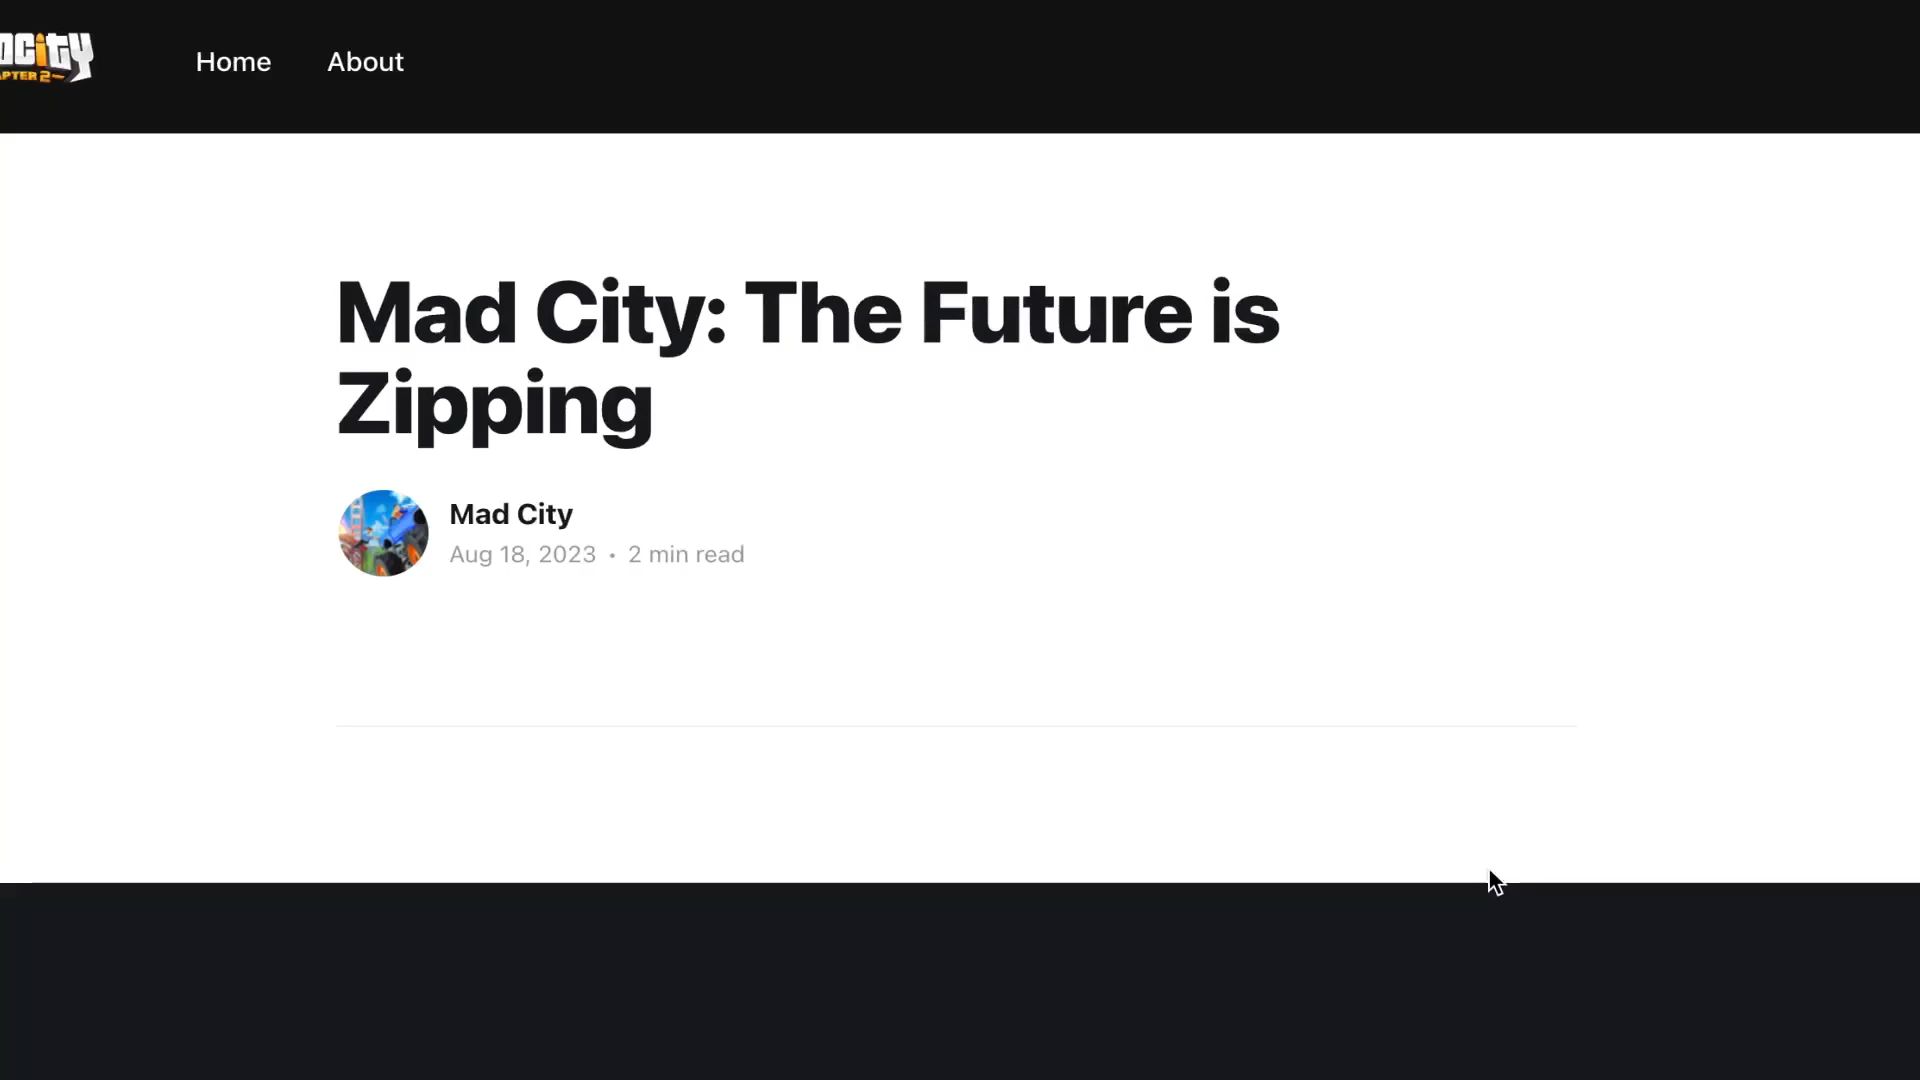 Home About
Mad City: The Future is
Zipping
Mad City
Aug 18, 2023 • 2 min read